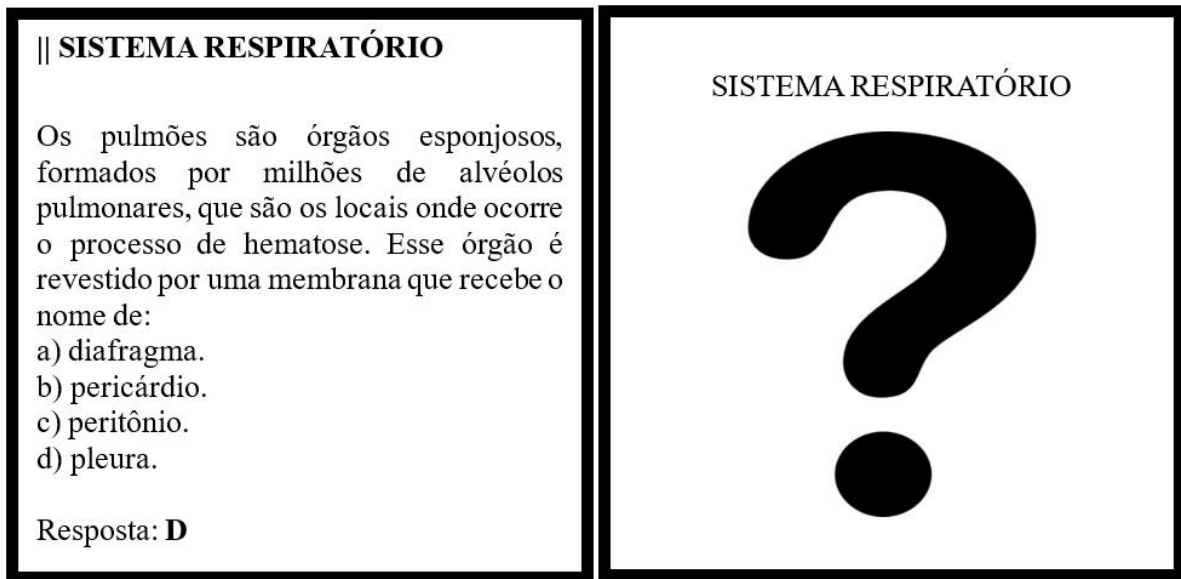 || SISTEMA RESPIRATÓRIO
Os pulmões são órgãos esponjosos,
formados por milhões de alvéolos
pulmonares, que são os locais onde ocorre
o processo de hematose. Esse órgão é
revestido por uma membrana que recebe o
nome de:
a) diafragma.
b) pericárdio.
c) peritônio.
d) pleura.
Resposta: D
SISTEMA RESPIRATÓRIO
?